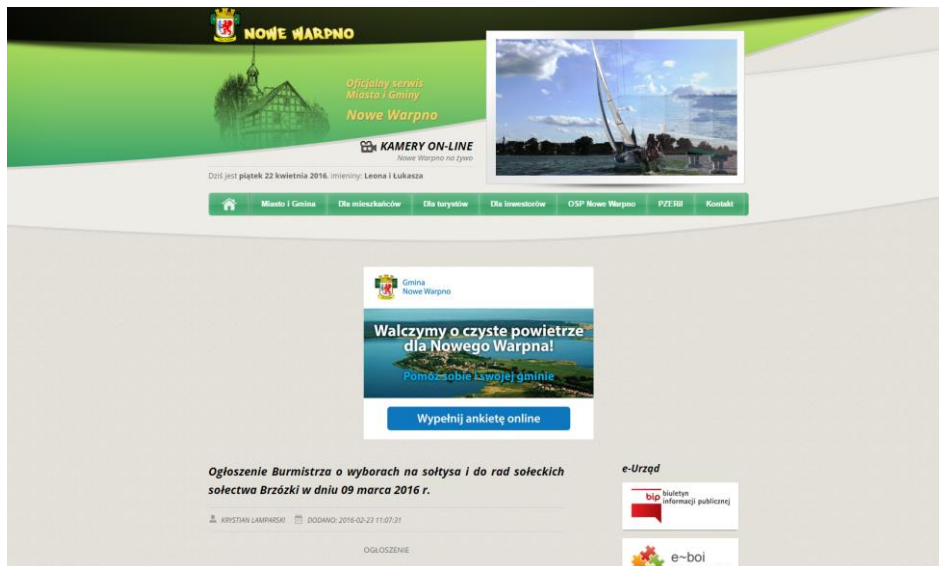 NOWE WARPNO
Oficjalny serwis
Miasta i Gminy
Nowe Warpno
KAMERY ON-LINE
Nowe Warpno na żywo
Dziś jest piątek 22 kwietnia 2016. imieniny: Leona i Łukasza
Miasto i Gmina Dla mieszkańców Dla turystów Dla inwestorów OSP Nowe Warpno PZERiI Kontakt
Gmina
Nowe Warpno
Walczymy o czyste powietrze
dla Nowego Warpna!
Pomóż sobie i swojej gminie
Wypełnij ankietę online
Ogłoszenie Burmistrza o wyborach na sołtysa i do rad sołeckich
sołectwa Brzózki w dniu 09 marca 2016 r.
KRYSTIAN LAMPARSKI DODANO: 2016-02-23 11:07:31
OGŁOSZENIE
e-Urząd
bip biuletyn
informacji publicznej
e~boi